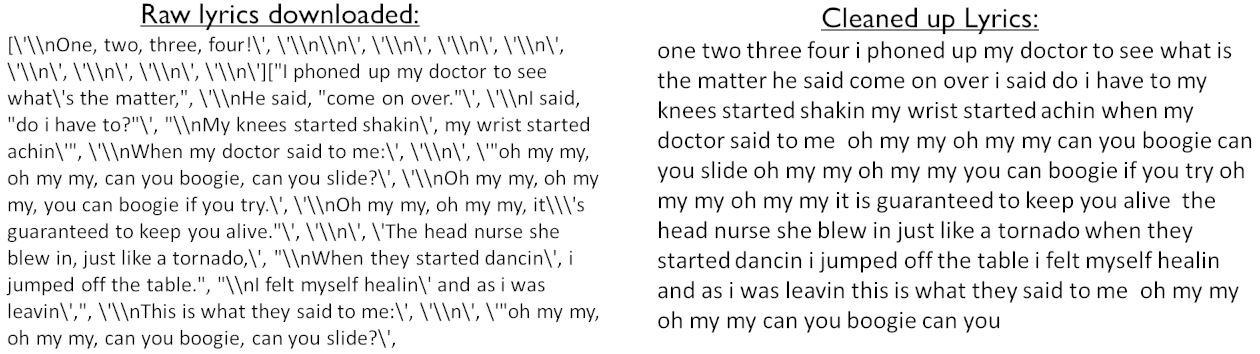 Raw lyrics downloaded:
[\'\\nOne, two, three, four!\', \'\\n\\n\', \'\\n\', \'\\n\', \'\\n\',
\'\\n\', \'\\n\', \'\\n\', \'\\n\']["I phoned up my doctor to see
what\'s the matter,", \'\\nHe said, "come on over."\', \'\\nI said,
"do i have to?"\', "\\nMy knees started shakin\', my wrist started
achin\'", \'\\nWhen my doctor said to me:\', \'\\n\', \'"oh my my,
oh my my, can you boogie, can you slide?\', \'\\nOh my my, oh my
my, you can boogie if you try.\', \'\\nOh my my, oh my my, it\\\'s
guaranteed to keep you alive."\', \'\\n\', \'The head nurse she
blew in, just like a tornado,\', "\\nWhen they started dancin\', i
jumped off the table.", "\\nI felt myself healin\' and as i was
leavin\',", \'\\nThis is what they said to me:\', \'\\n\', \'"oh my my,
oh my my, can you boogie, can you slide?\',
Cleaned up Lyrics:
one two three four i phoned up my doctor to see what is
the matter he said come on over i said do i have to my
knees started shakin my wrist started achin when my
doctor said to me  oh my my oh my my can you boogie can
you slide oh my my oh my my you can boogie if you try oh
my my oh my my it is guaranteed to keep you alive  the
head nurse she blew in just like a tornado when they
started dancin i jumped off the table i felt myself healin
and as i was leavin this is what they said to me  oh my my
oh my my can you boogie can you